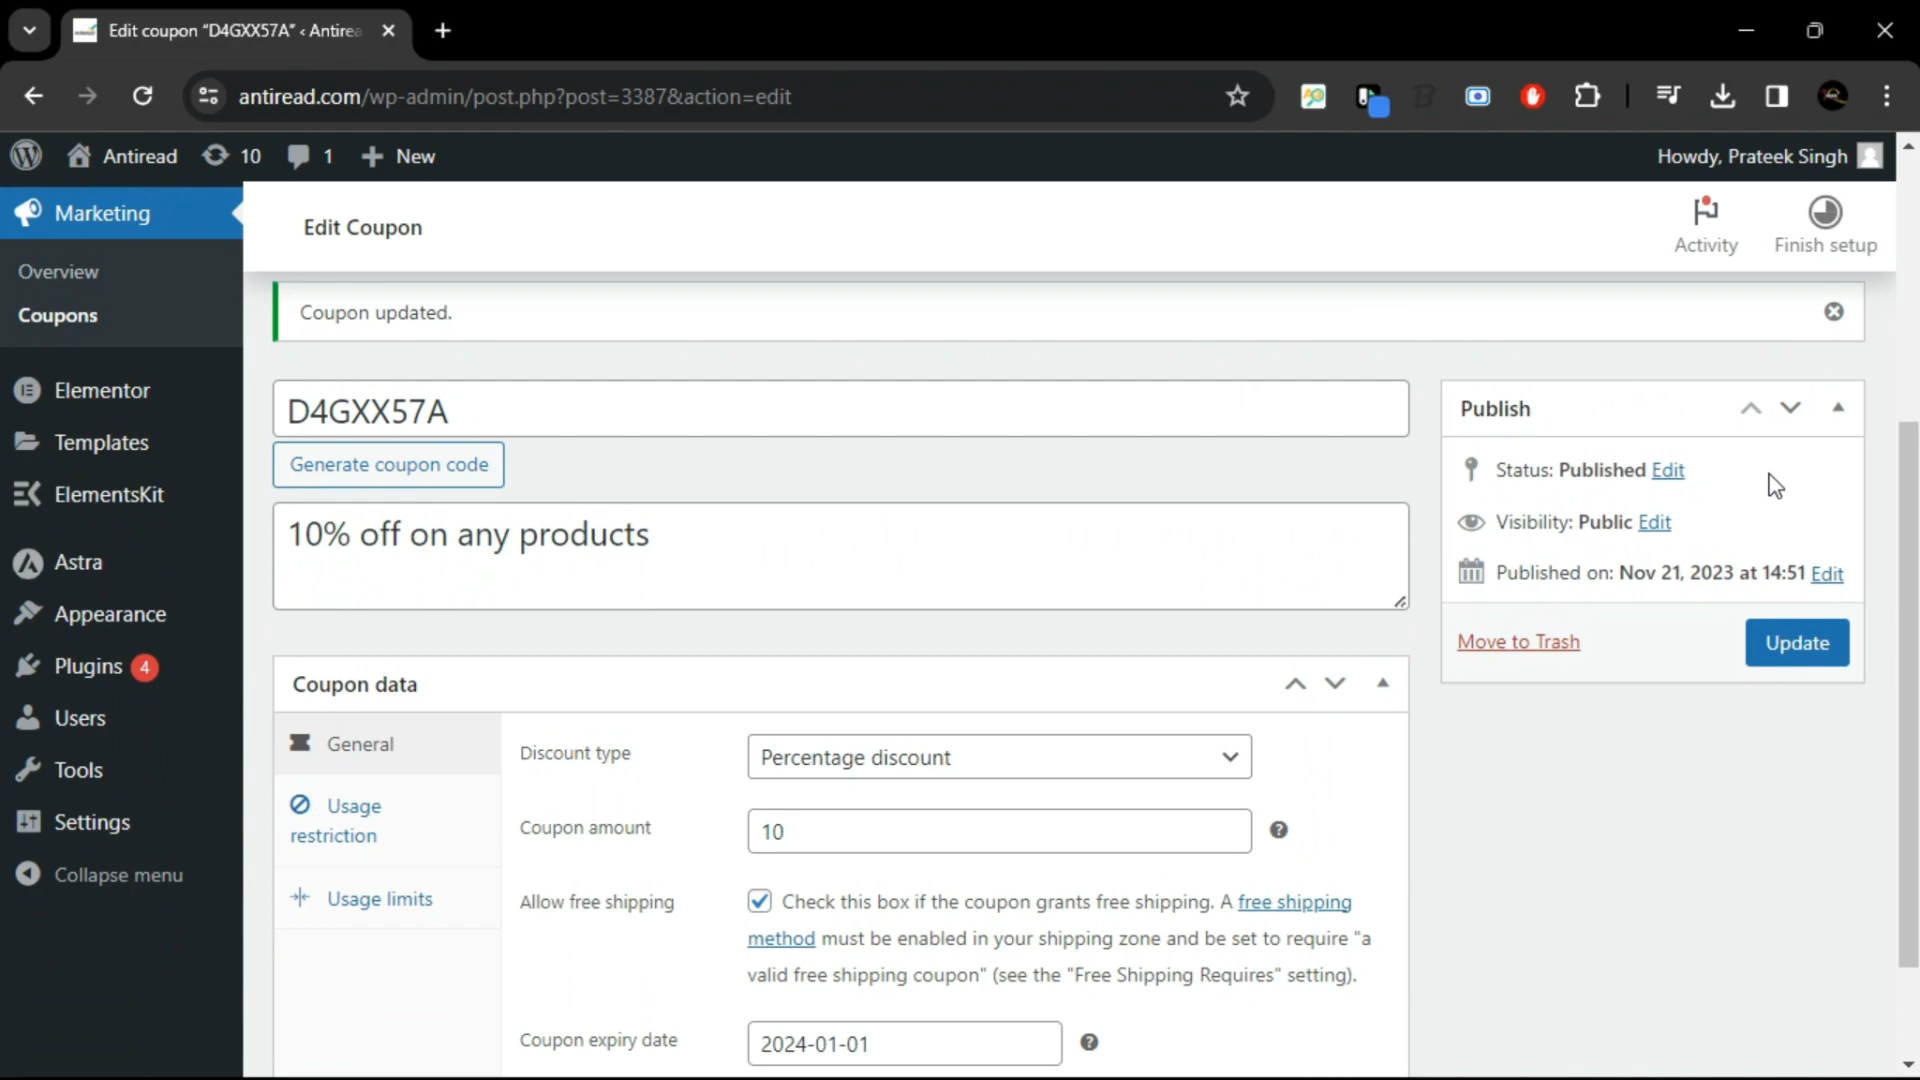 Edit coupon "D4GXX57A" ‹ Antirea
antiread.com/wp-admin/post.php?post=3387&action=edit
Antiread 10 1 New
Howdy, Prateek Singh
Marketing
Overview
Coupons
Elementor
Templates
ElementsKit
Astra
Appearance
Plugins 4
Users
Tools
Settings
Collapse menu
Edit Coupon
Activity
Finish setup
Coupon updated.
D4GXX57A
Generate coupon code
10% off on any products
Publish
Status: Published Edit
Visibility: Public Edit
Published on: Nov 21, 2023 at 14:51 Edit
Move to Trash
Update
Coupon data
General
Usage
restriction
Usage limits
Discount type
Percentage discount
Coupon amount
10
Allow free shipping
Check this box if the coupon grants free shipping. A free shipping
method must be enabled in your shipping zone and be set to require "a
valid free shipping coupon" (see the "Free Shipping Requires" setting).
Coupon expiry date
2024-01-01